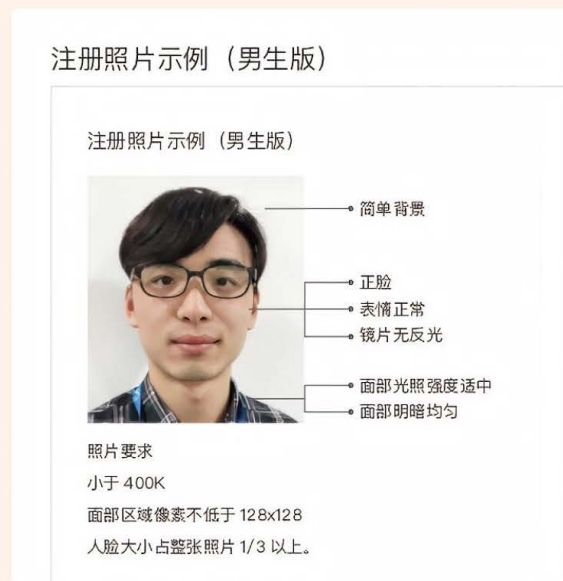 注册照片示例（男生版）
注册照片示例（男生版）
简单背景
正脸
表情正常
镜片无反光
面部光照强度适中
面部明暗均匀
照片要求
小于 400K
面部区域像素不低于 128x128
人脸大小占整张照片 1/3 以上。